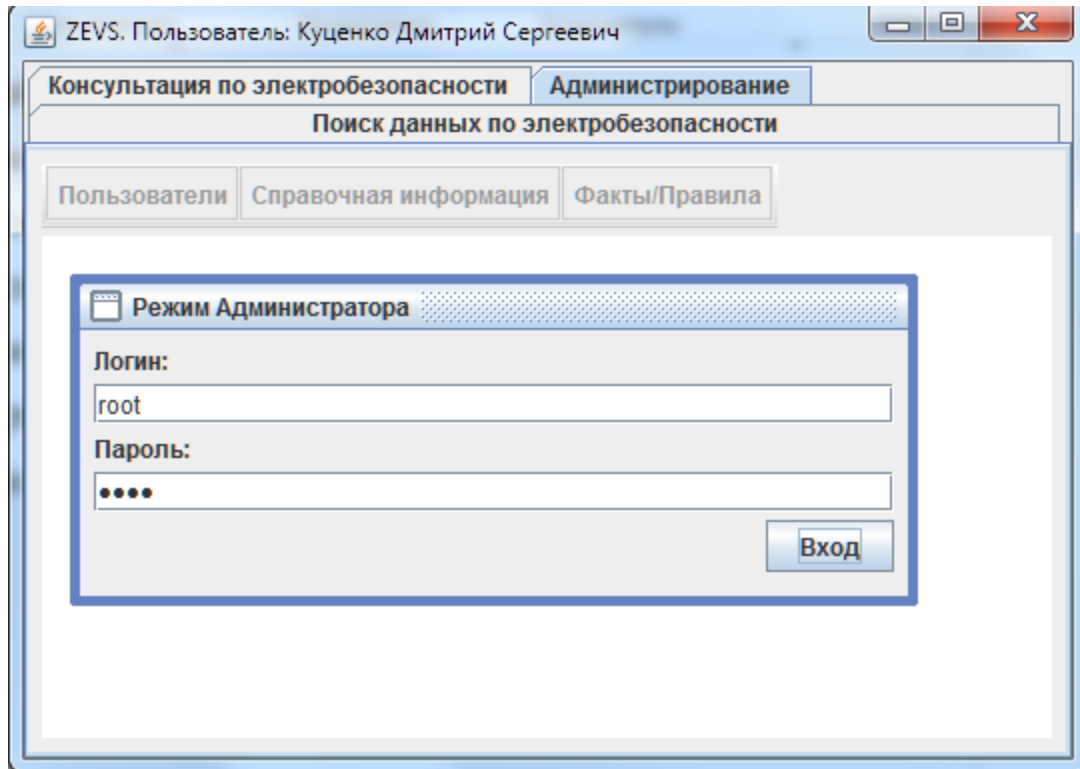 ZEVS. Пользователь: Куценко Дмитрий Сергеевич
Консультация по электробезопасности Администрирование
Поиск данных по электробезопасности
Пользователи Справочная информация Факты/Правила
Режим Администратора
Логин:
root
Пароль:
••••
Вход